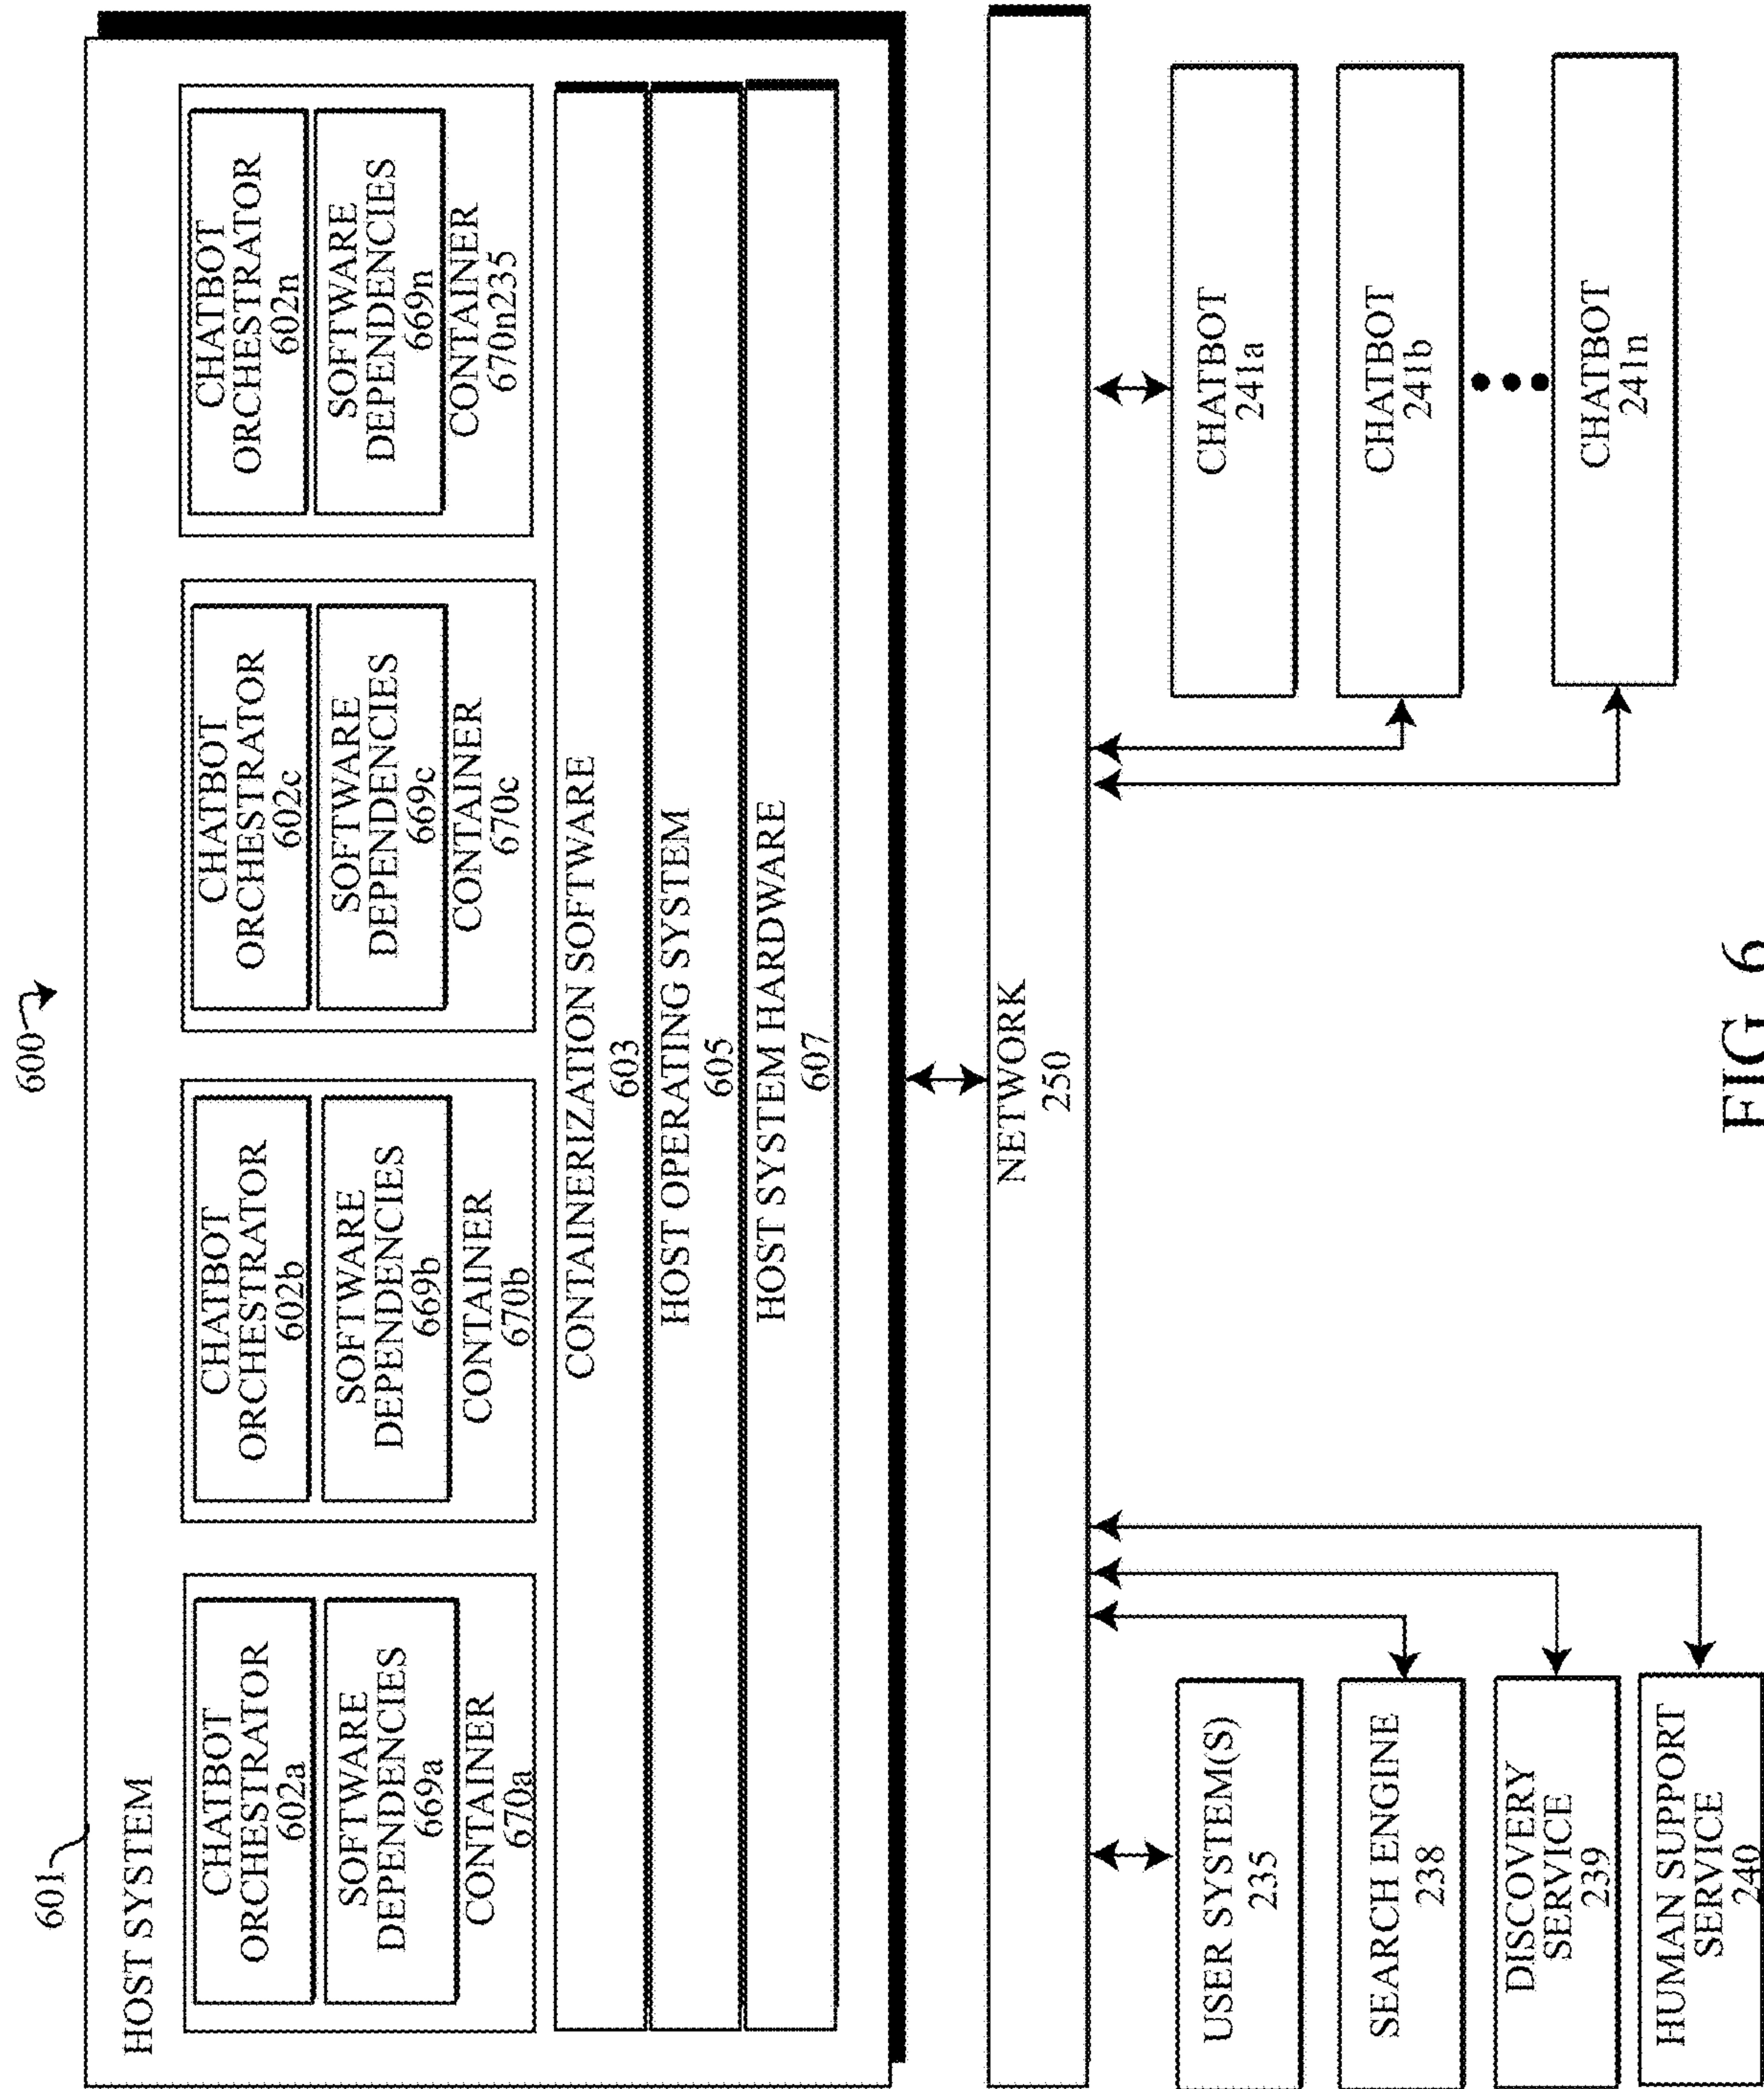 600
601
HOST SYSTEM
CHATBOT
ORCHESTRATOR
602a
SOFTWARE
DEPENDENCIES
669a
CONTAINER
670a
CHATBOT
ORCHESTRATOR
602b
SOFTWARE
DEPENDENCIES
669b
CONTAINER
670b
CHATBOT
ORCHESTRATOR
602c
SOFTWARE
DEPENDENCIES
669c
CONTAINER
670c
CHATBOT
ORCHESTRATOR
602n
SOFTWARE
DEPENDENCIES
669n
CONTAINER
670n235
CONTAINERIZATION SOFTWARE
603
HOST OPERATING SYSTEM
605
HOST SYSTEM HARDWARE
607
NETWORK
250
USER SYSTEM(S)
235
SEARCH ENGINE
238
DISCOVERY
SERVICE
239
HUMAN SUPPORT
SERVICE
240
CHATBOT
241a
CHATBOT
241b
CHATBOT
241n
FIG. 6